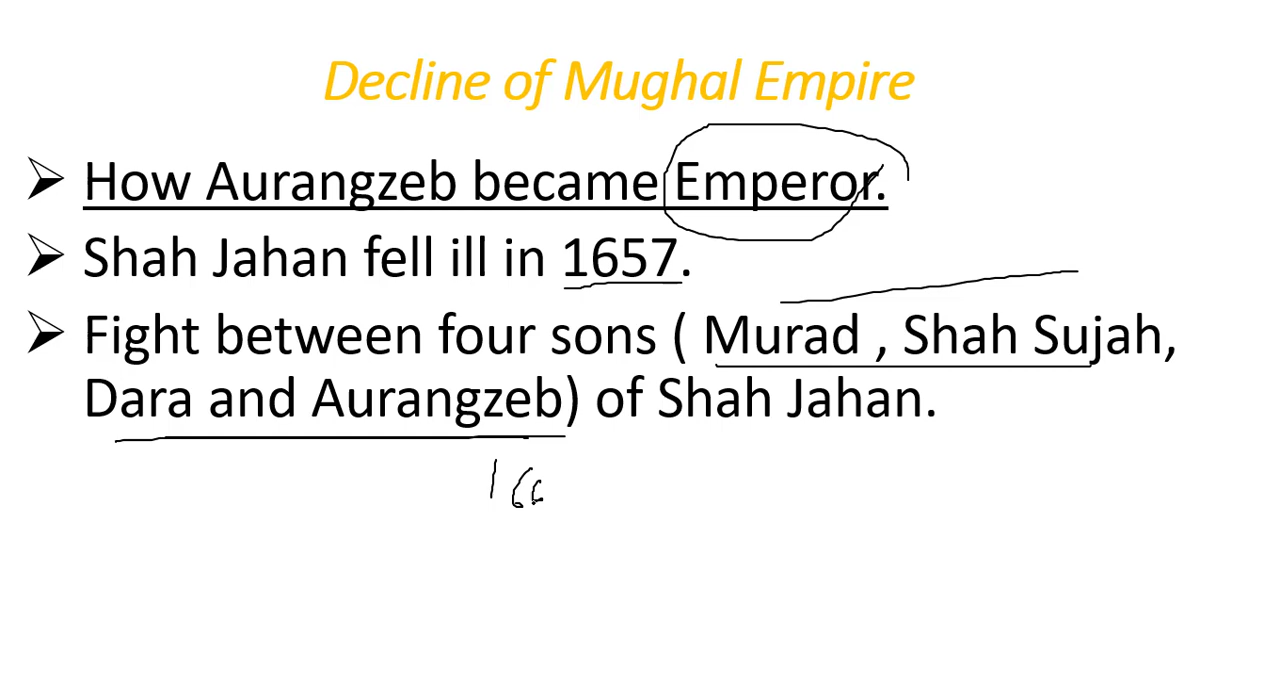 Decline of Mughal Empire
➢ How Aurangzeb became Emperor.
➢ Shah Jahan fell ill in 1657.
➢ Fight between four sons ( Murad , Shah Sujah,
Dara and Aurangzeb) of Shah Jahan.